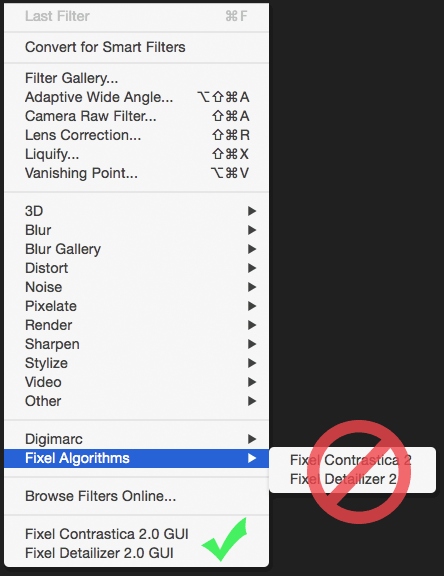 Last Filter ⌘F
Convert for Smart Filters
Filter Gallery...
Adaptive Wide Angle... ⌥⇧⌘A
Camera Raw Filter... ⇧⌘A
Lens Correction... ⇧⌘R
Liquify... ⇧⌘X
Vanishing Point... ⌥⌘V
3D
Blur
Blur Gallery
Distort
Noise
Pixelate
Render
Sharpen
Stylize
Video
Other
Digimarc
Fixel Algorithms
Fixel Contrastica 2
Fixel Detailizer 2
Browse Filters Online...
Fixel Contrastica 2.0 GUI
Fixel Detailizer 2.0 GUI